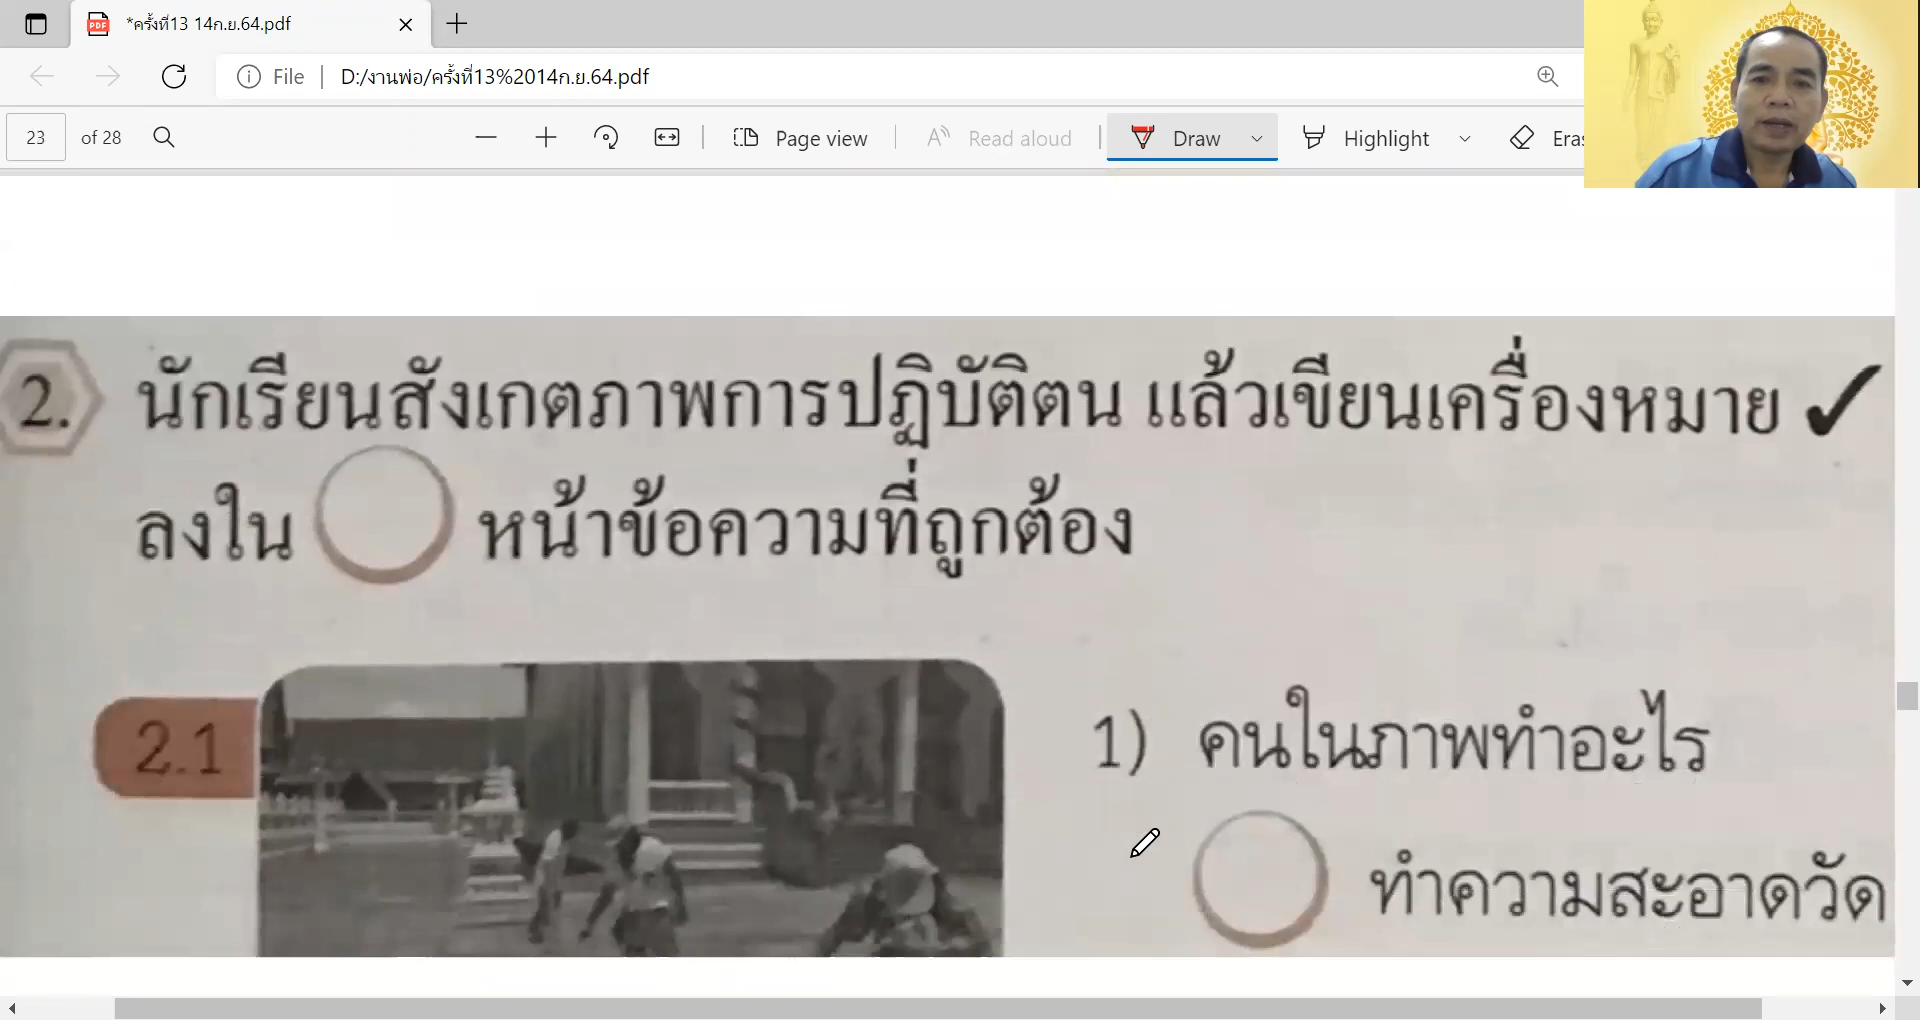 *ครั้งที่13 14ก.ย.64.pdf
File
D:/งานพ่อ/ครั้งที่13%2014ก.ย.64.pdf
23 of 28
Page view
Read aloud
Draw
Highlight
Eras
2. นักเรียนสังเกตภาพการปฏิบัติตน แล้วเขียนเครื่องหมาย ✓
ลงใน ◯ หน้าข้อความที่ถูกต้อง
2.1
1) คนในภาพทำอะไร
ทำความสะอาดวัด